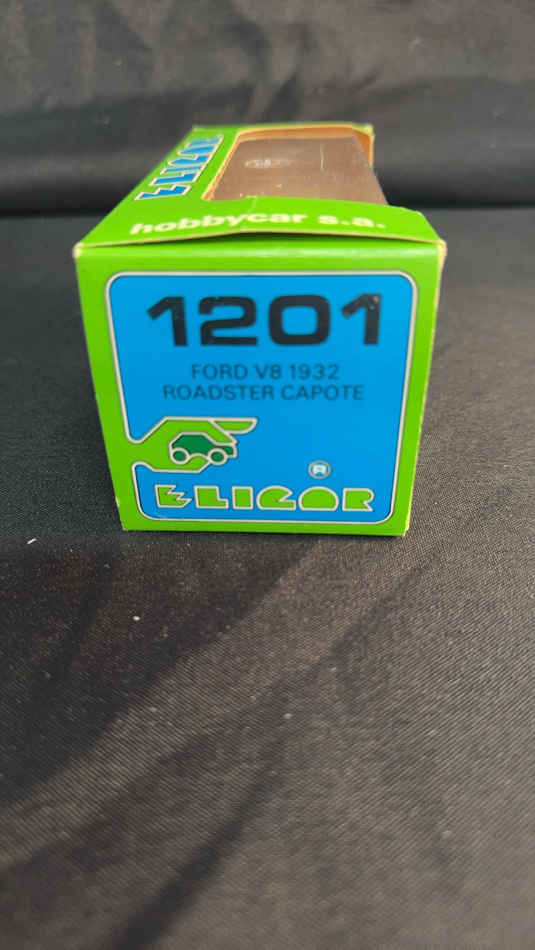 ELIGOR
hobbycar s.a.
1201
FORD V8 1932
ROADSTER CAPOTE
R
ELIGOR